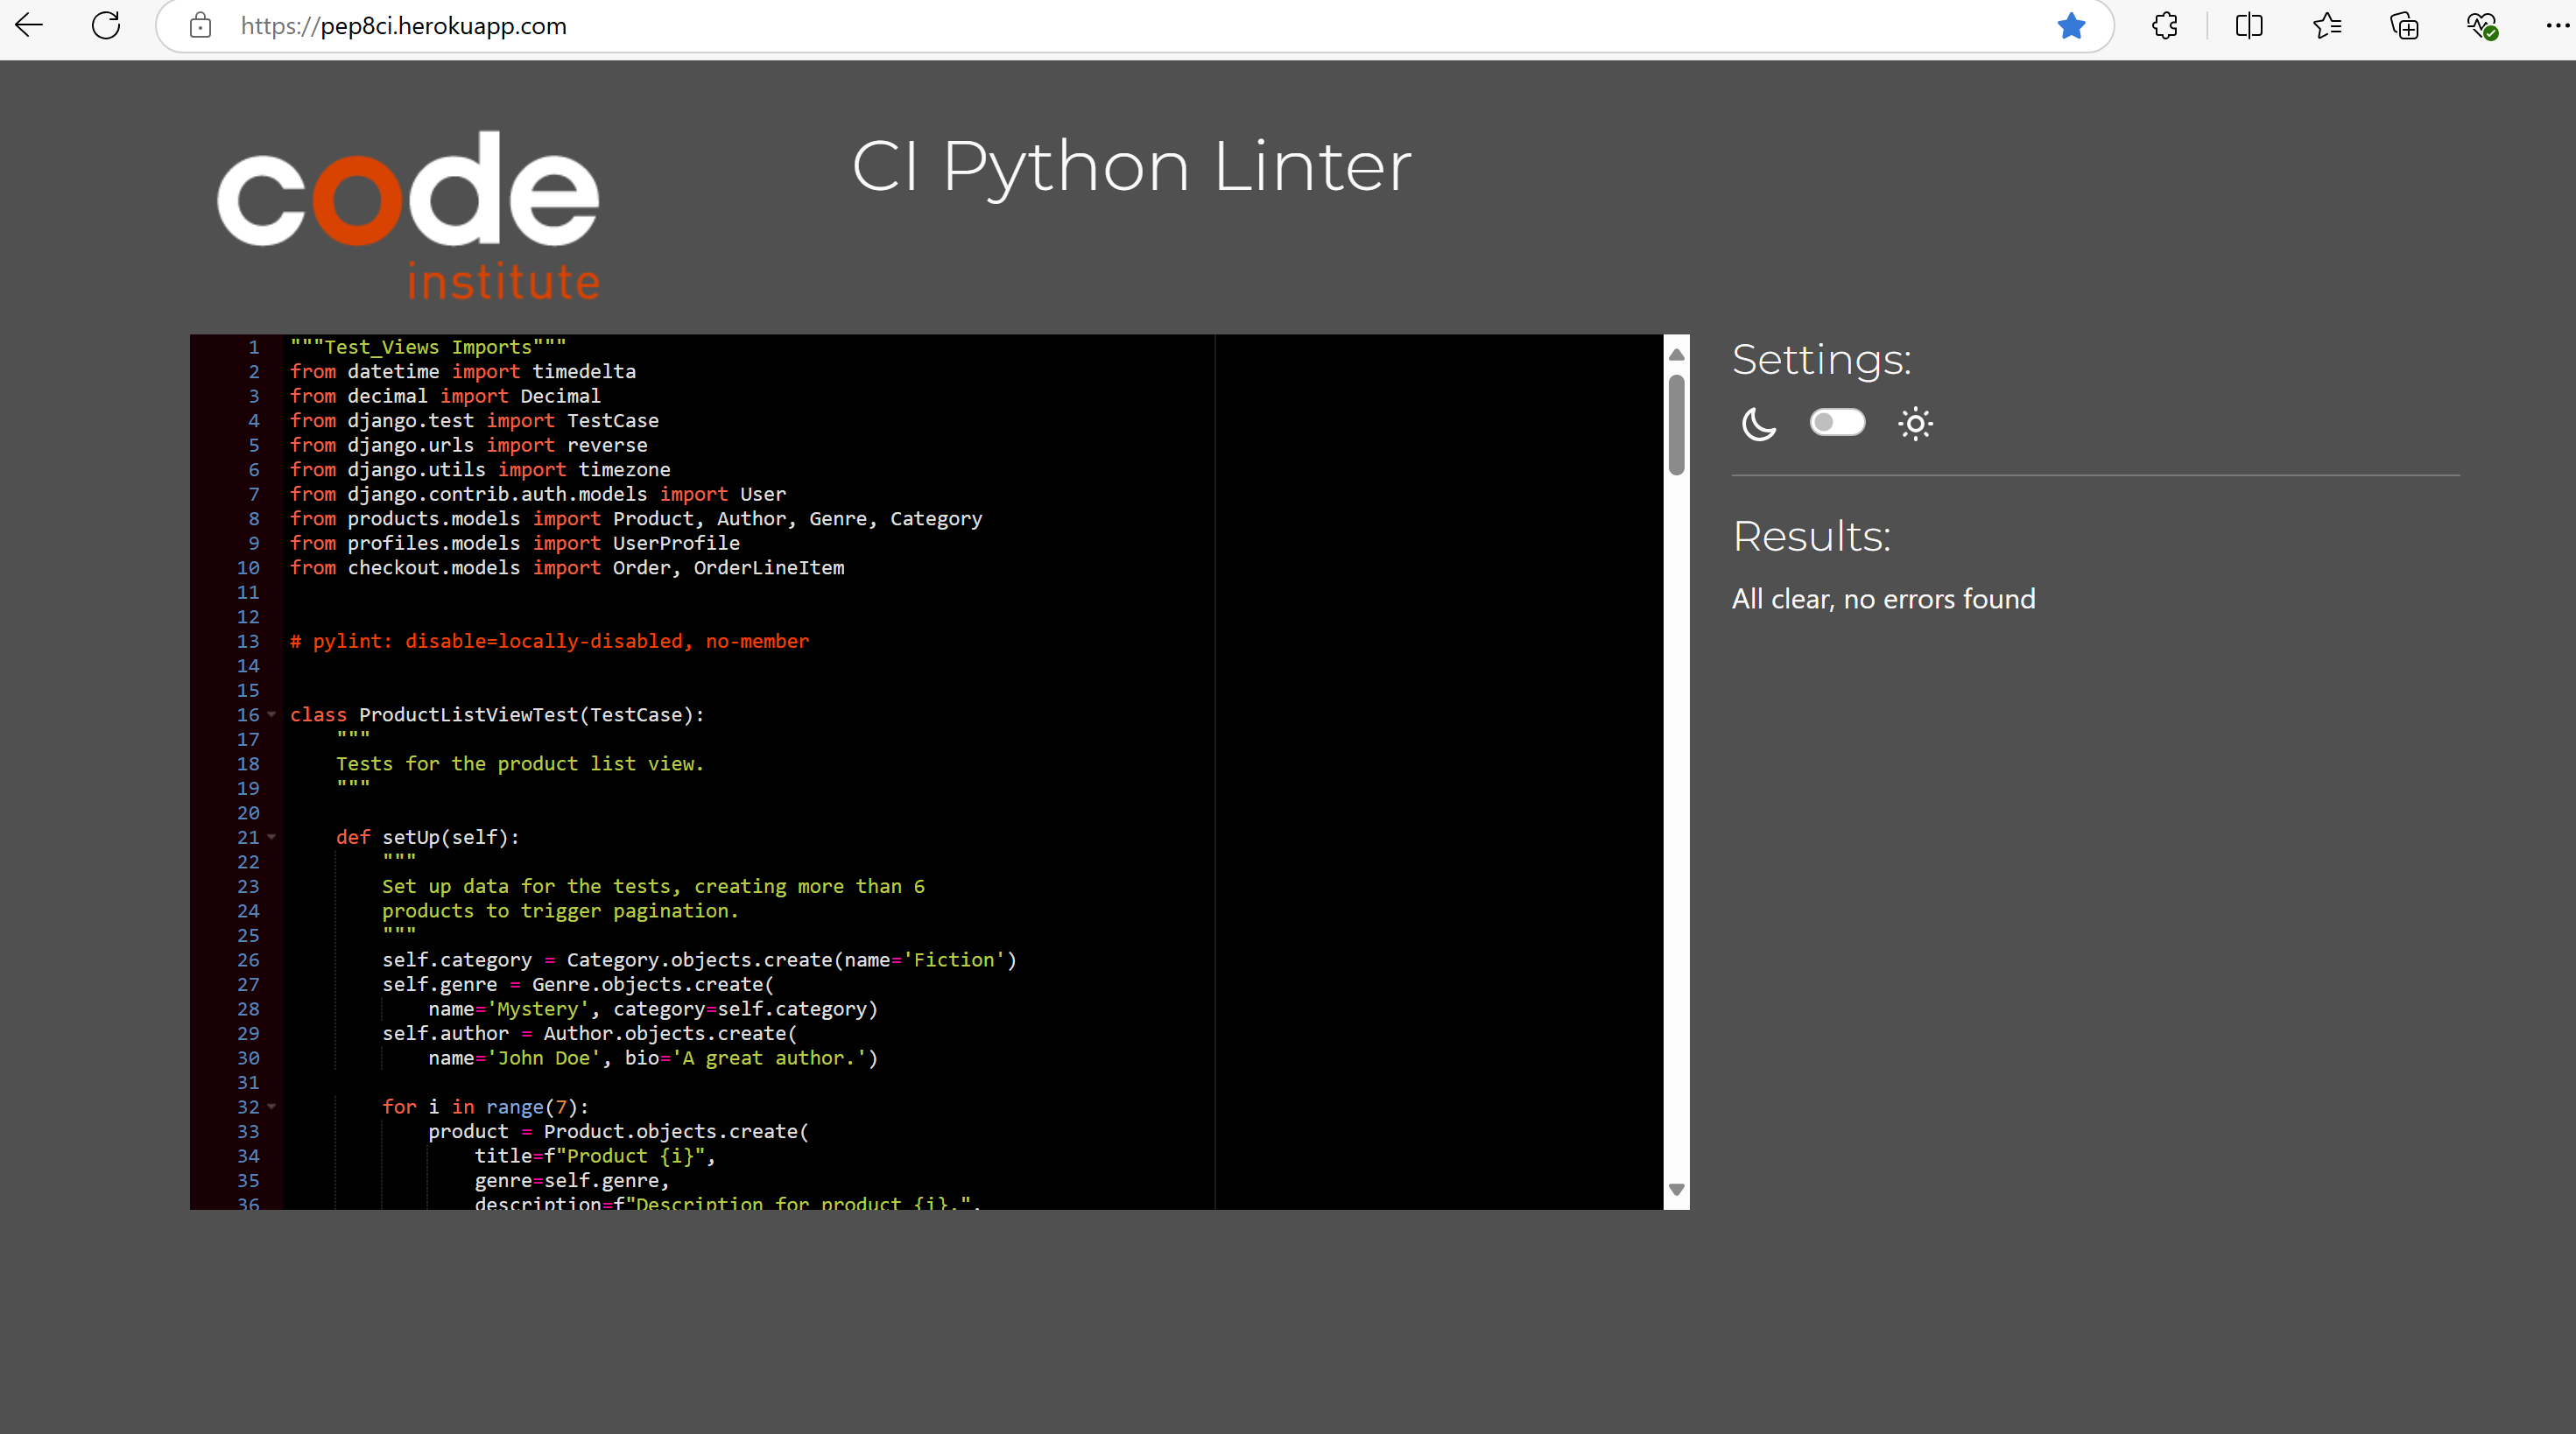 https://pep8ci.herokuapp.com
code
institute
CI Python Linter
1 """Test_Views Imports"""
2 from datetime import timedelta
3 from decimal import Decimal
4 from django.test import TestCase
5 from django.urls import reverse
6 from django.utils import timezone
7 from django.contrib.auth.models import User
8 from products.models import Product, Author, Genre, Category
9 from profiles.models import UserProfile
10 from checkout.models import Order, OrderLineItem
11
12
13 # pylint: disable=locally-disabled, no-member
14
15
16 class ProductListViewTest(TestCase):
17     """
18     Tests for the product list view.
19     """
20
21     def setUp(self):
22         """
23         Set up data for the tests, creating more than 6
24         products to trigger pagination.
25         """
26         self.category = Category.objects.create(name='Fiction')
27         self.genre = Genre.objects.create(
28             name='Mystery', category=self.category)
29         self.author = Author.objects.create(
30             name='John Doe', bio='A great author.')
31
32         for i in range(7):
33             product = Product.objects.create(
34                 title=f"Product {i}",
35                 genre=self.genre,
36                 description=f"Description for product {i}.",
Settings:
Results:
All clear, no errors found